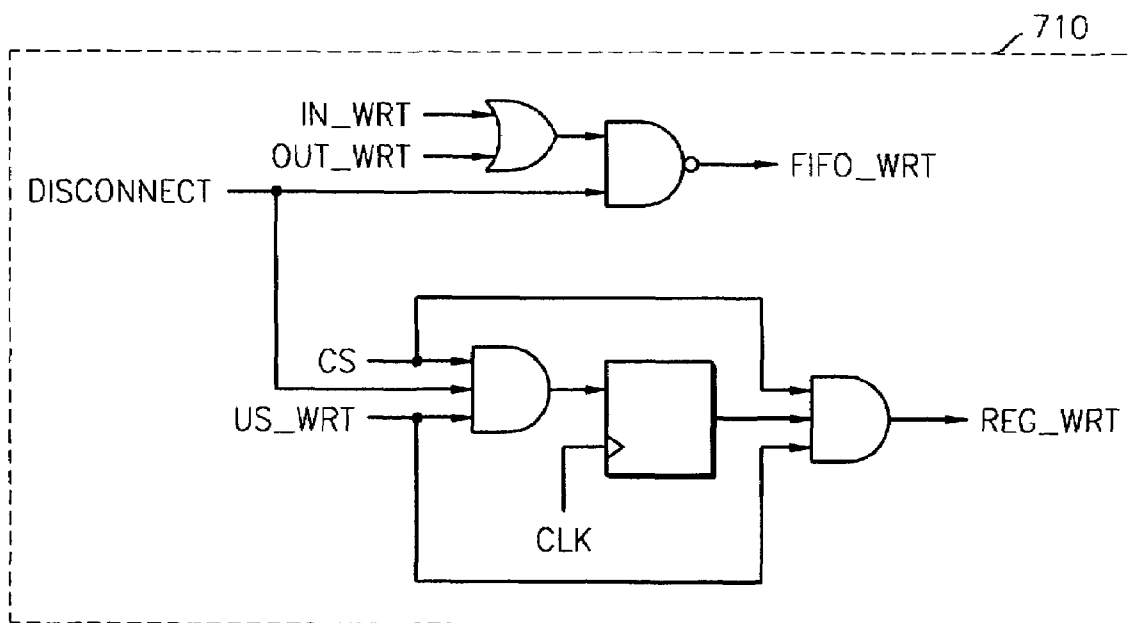 710
IN_WRT
OUT_WRT
FIFO_WRT
DISCONNECT
CS
US_WRT
REG_WRT
CLK